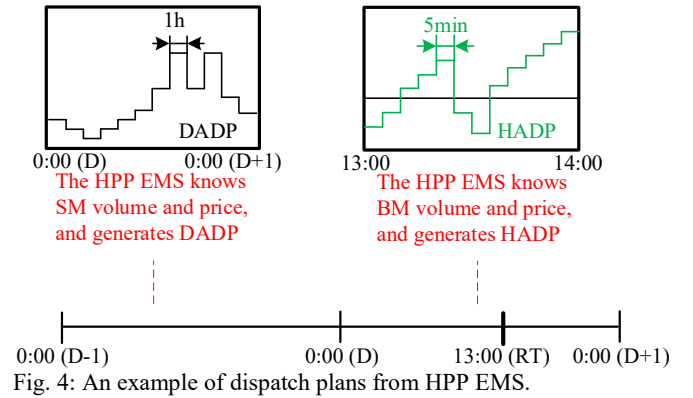 1h
5min
DADP
HADP
0:00 (D)
0:00 (D+1)
13:00
14:00
The HPP EMS knows
SM volume and price,
and generates DADP
The HPP EMS knows
BM volume and price,
and generates HADP
0:00 (D-1)
0:00 (D)
13:00 (RT)
0:00 (D+1)
Fig. 4: An example of dispatch plans from HPP EMS.